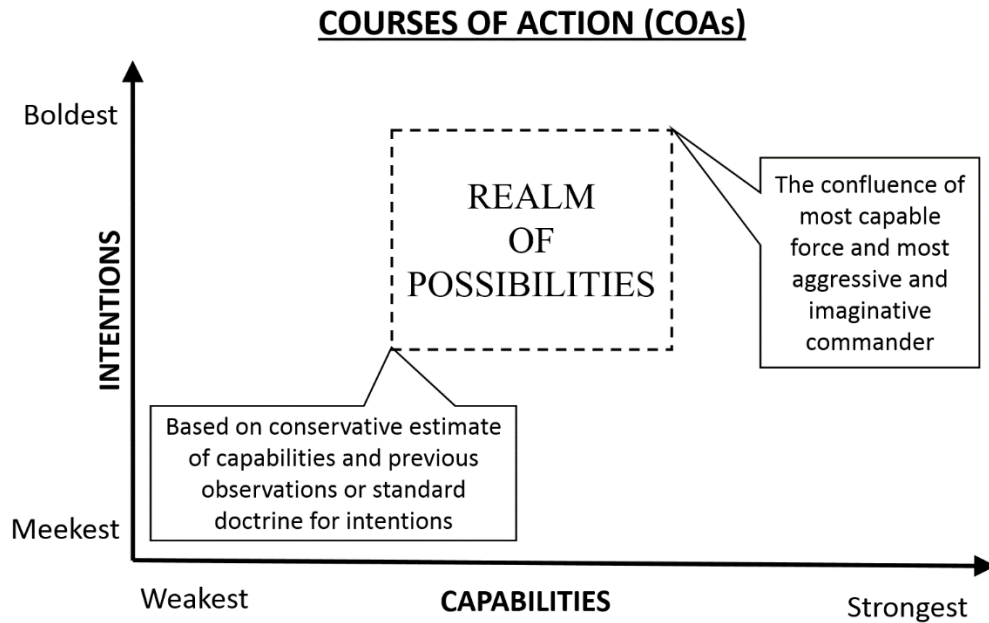 COURSES OF ACTION (COAs)
Boldest
INTENTIONS
Meekest
REALM
OF
POSSIBILITIES
The confluence of
most capable
force and most
aggressive and
imaginative
commander
Based on conservative estimate
of capabilities and previous
observations or standard
doctrine for intentions
Weakest
CAPABILITIES
Strongest